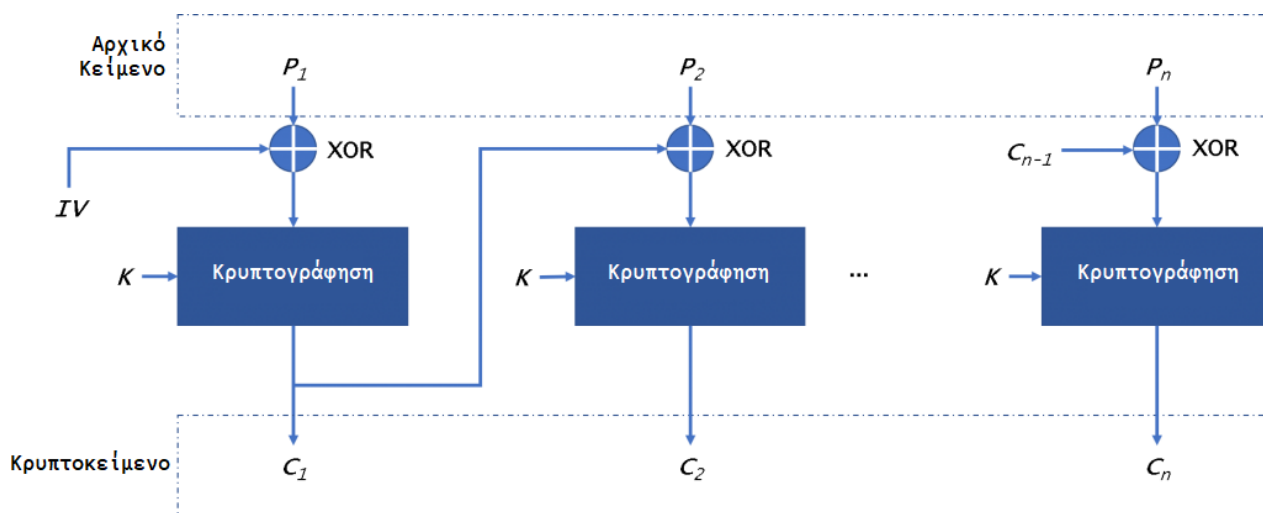 Αρχικό
Κείμενο
P1 P2 Pn
XOR XOR Cn-1 XOR
IV
K Κρυπτογράφηση K Κρυπτογράφηση ... K Κρυπτογράφηση
Κρυπτοκείμενο C1 C2 Cn